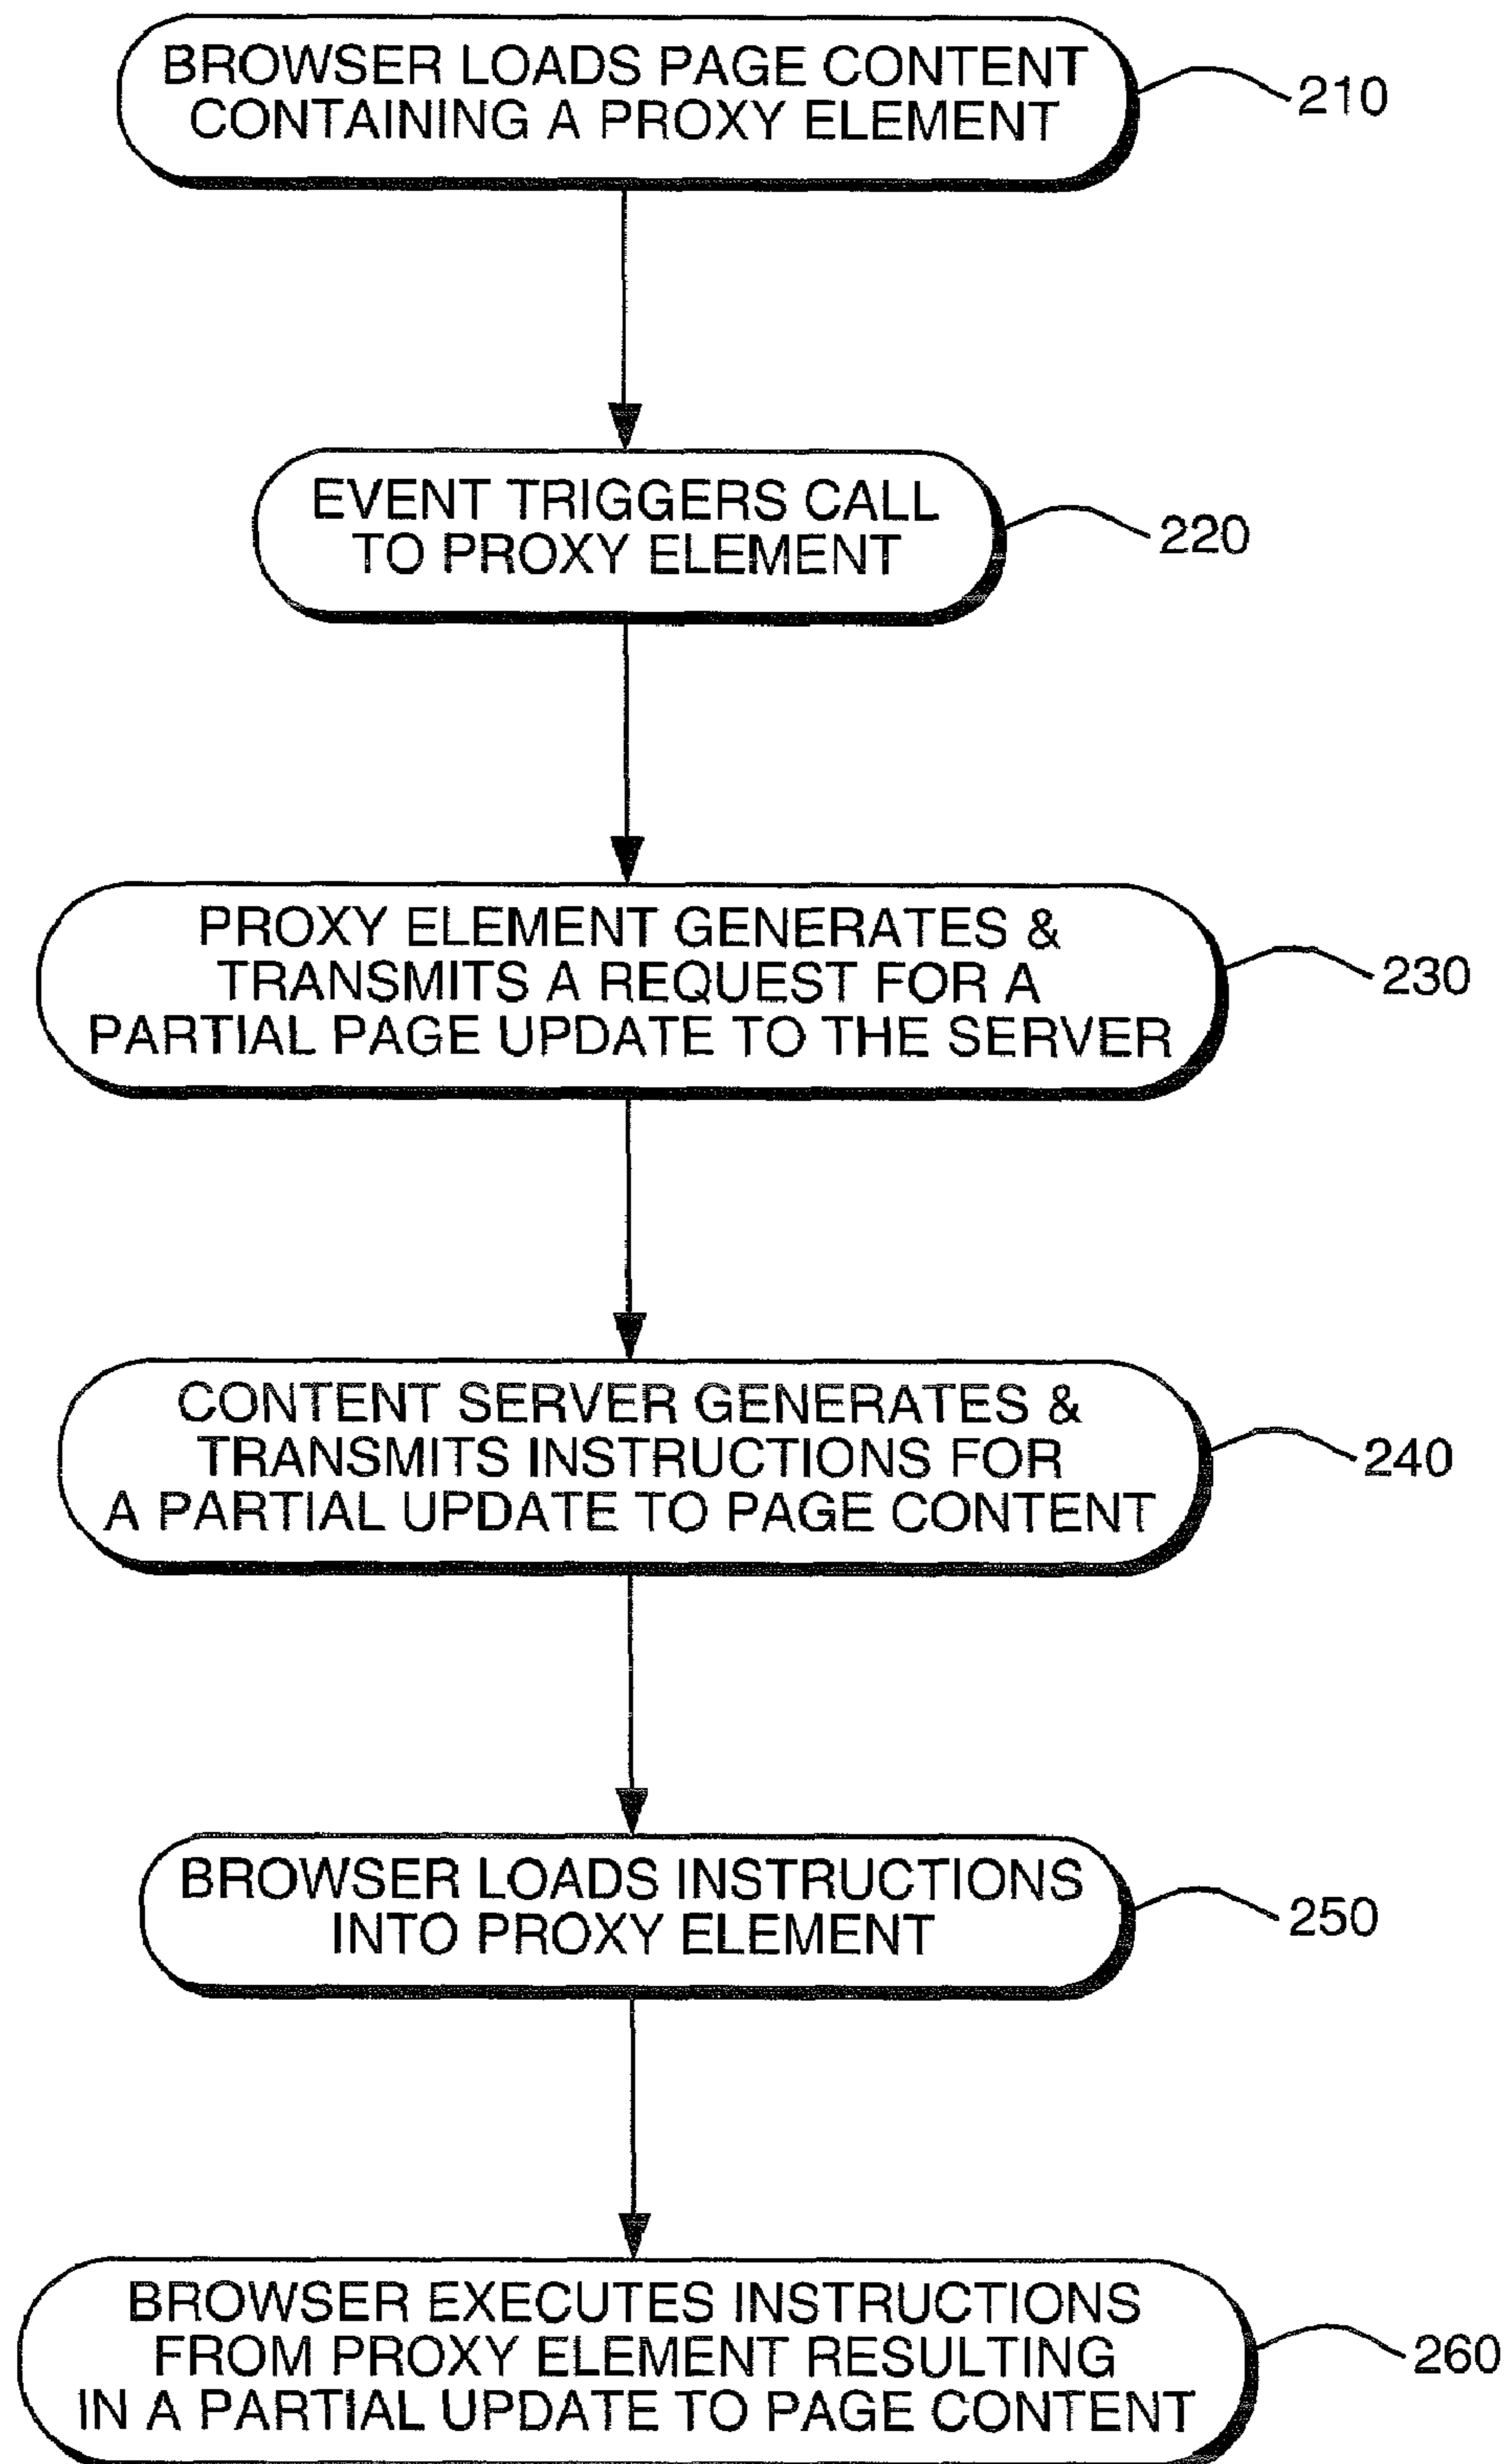 BROWSER LOADS PAGE CONTENT
CONTAINING A PROXY ELEMENT
210
EVENT TRIGGERS CALL
TO PROXY ELEMENT
220
PROXY ELEMENT GENERATES &
TRANSMITS A REQUEST FOR A
PARTIAL PAGE UPDATE TO THE SERVER
230
CONTENT SERVER GENERATES &
TRANSMITS INSTRUCTIONS FOR
A PARTIAL UPDATE TO PAGE CONTENT
240
BROWSER LOADS INSTRUCTIONS
INTO PROXY ELEMENT
250
BROWSER EXECUTES INSTRUCTIONS
FROM PROXY ELEMENT RESULTING
IN A PARTIAL UPDATE TO PAGE CONTENT
260